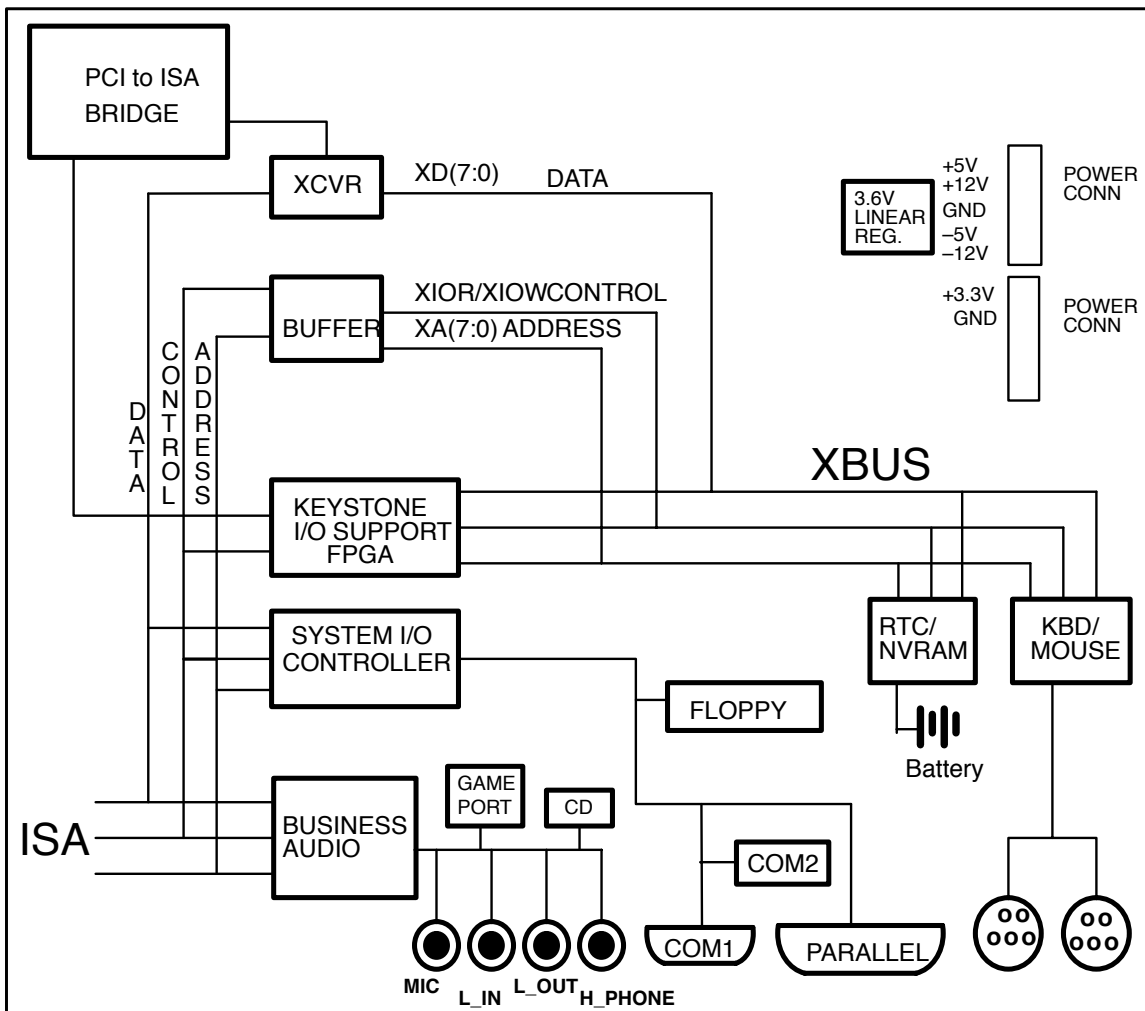 PCI to ISA
BRIDGE
XCVR
XD(7:0) DATA
3.6V
LINEAR
REG.
+5V
+12V
GND
–5V
–12V
POWER
CONN
+3.3V
GND
POWER
CONN
BUFFER
XIOR/XIOWCONTROL
XA(7:0) ADDRESS
DATA
CONTROL
ADDRESS
XBUS
KEYSTONE
I/O SUPPORT
FPGA
SYSTEM I/O
CONTROLLER
RTC/
NVRAM
KBD/
MOUSE
FLOPPY
Battery
GAME
PORT
CD
ISA
BUSINESS
AUDIO
COM2
COM1
PARALLEL
MIC
L_IN
L_OUT
H_PHONE